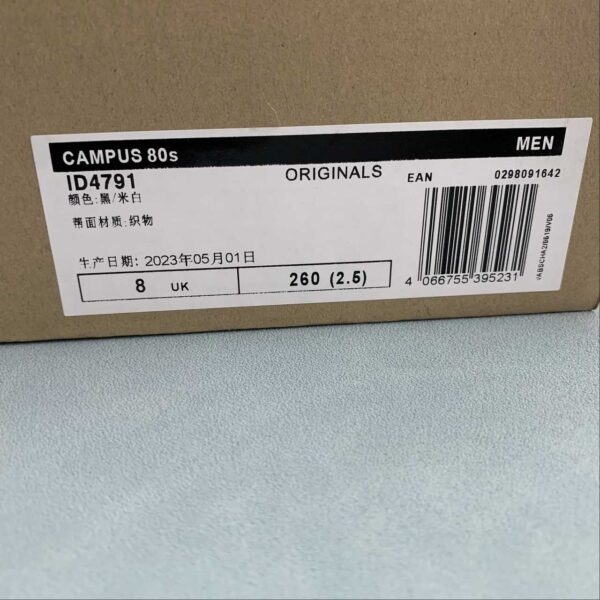 CAMPUS 80s
MEN
ID4791
ORIGINALS
EAN
0298091642
颜色:黑/米白
帮面材质:织物
生产日期: 2023年05月01日
8 UK
260 (2.5)
4 066755 395231